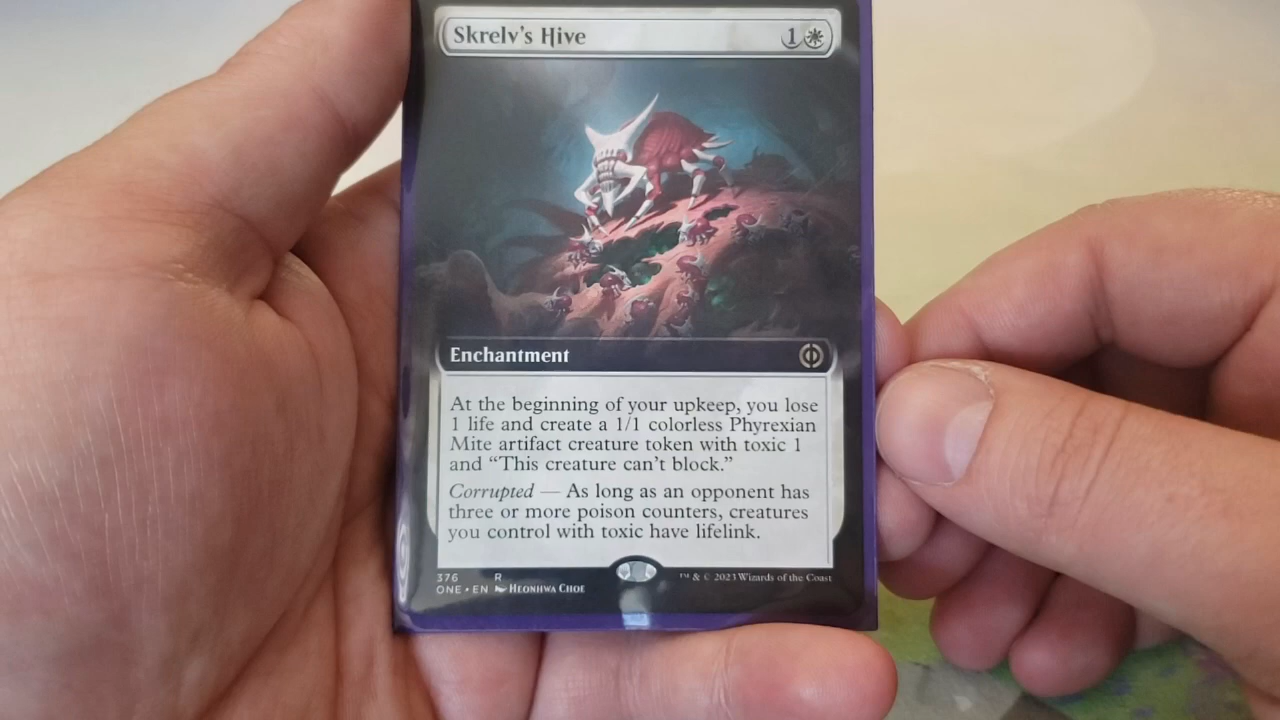 Skrelv's Hive 1
Enchantment
At the beginning of your upkeep, you lose
1 life and create a 1/1 colorless Phyrexian
Mite artifact creature token with toxic 1
and “This creature can't block.”
Corrupted — As long as an opponent has
three or more poison counters, creatures
you control with toxic have lifelink.
376 R
ONE • EN HEONHWA CHOE
™ & © 2023 Wizards of the Coast